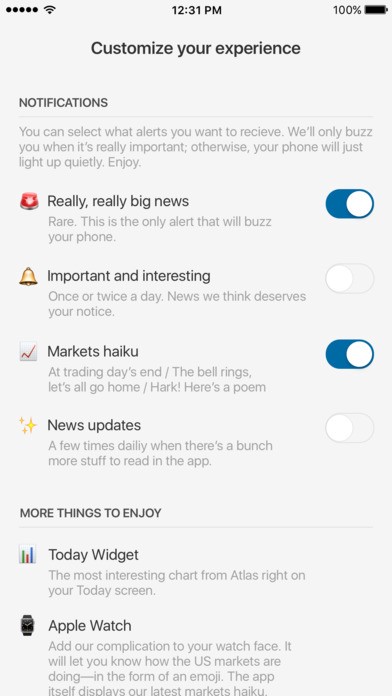 12:31 PM
100%
Customize your experience
NOTIFICATIONS
You can select what alerts you want to recieve. We'll only buzz
you when it's really important; otherwise, your phone will just
light up quietly. Enjoy.
Really, really big news
Rare. This is the only alert that will buzz
your phone.
Important and interesting
Once or twice a day. News we think deserves
your notice.
Markets haiku
At trading day's end / The bell rings,
let's all go home / Hark! Here's a poem
News updates
A few times dailiy when there's a bunch
more stuff to read in the app.
MORE THINGS TO ENJOY
Today Widget
The most interesting chart from Atlas right on
your Today screen.
Apple Watch
Add our complication to your watch face. It
will let you know how the US markets are
doing—in the form of an emoji. The app
itself displays our latest markets haiku.